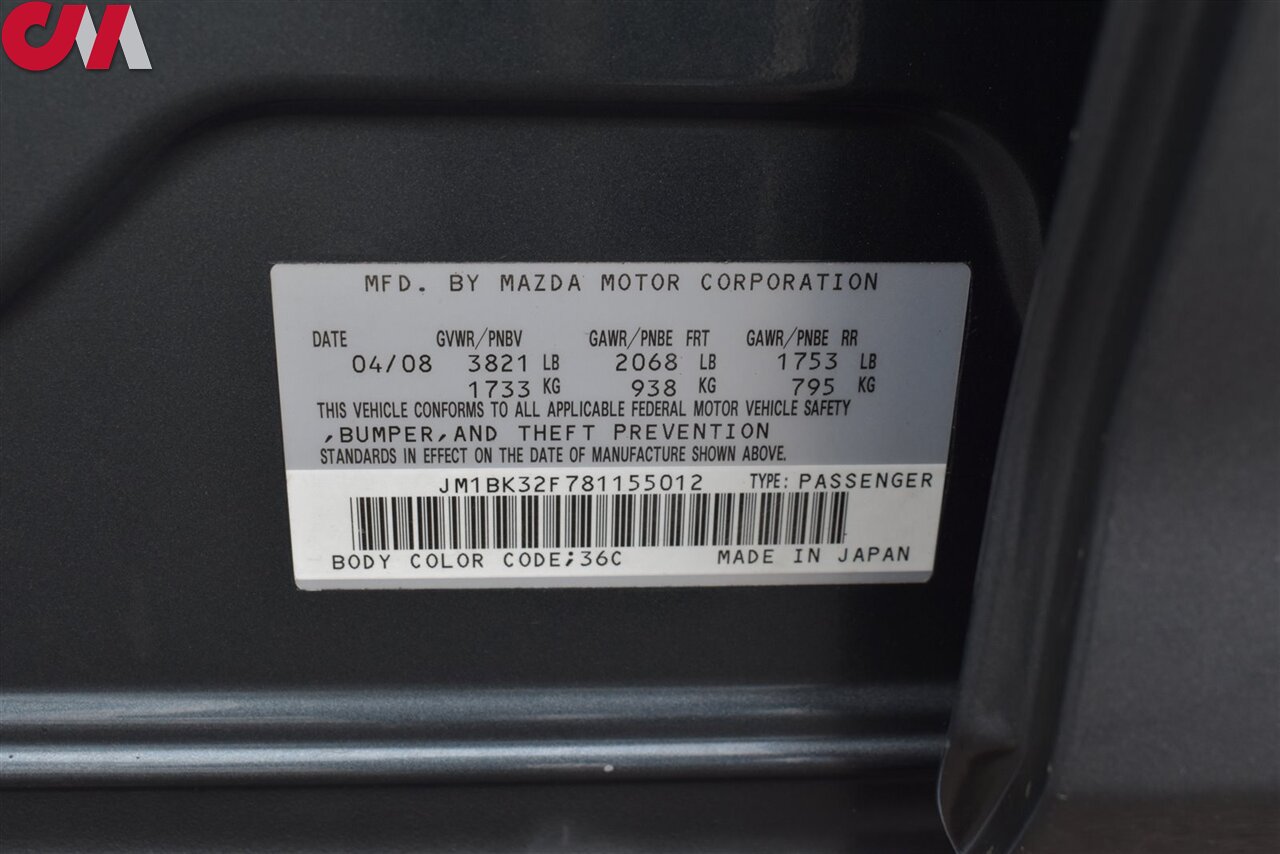 CMA
MFD. BY MAZDA MOTOR CORPORATION
DATE GVWR/PNBV GAWR/PNBE FRT GAWR/PNBE RR
04/08 3821 LB 2068 LB 1753 LB
1733 KG 938 KG 795 KG
THIS VEHICLE CONFORMS TO ALL APPLICABLE FEDERAL MOTOR VEHICLE SAFETY
,BUMPER,AND THEFT PREVENTION
STANDARDS IN EFFECT ON THE DATE OF MANUFACTURE SHOWN ABOVE.
JM1BK32F781155012 TYPE: PASSENGER
BODY COLOR CODE;36C MADE IN JAPAN